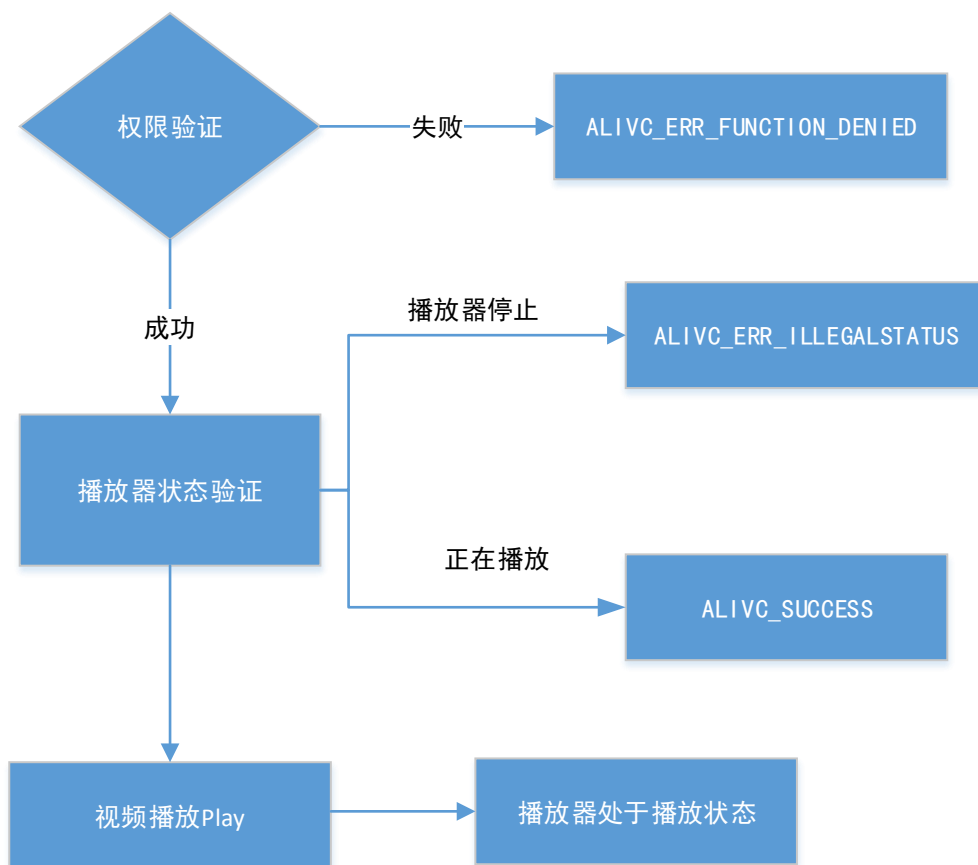 权限验证
失败
ALIVC_ERR_FUNCTION_DENIED
成功
播放器停止
ALIVC_ERR_ILLEGALSTATUS
播放器状态验证
正在播放
ALIVC_SUCCESS
视频播放Play
播放器处于播放状态